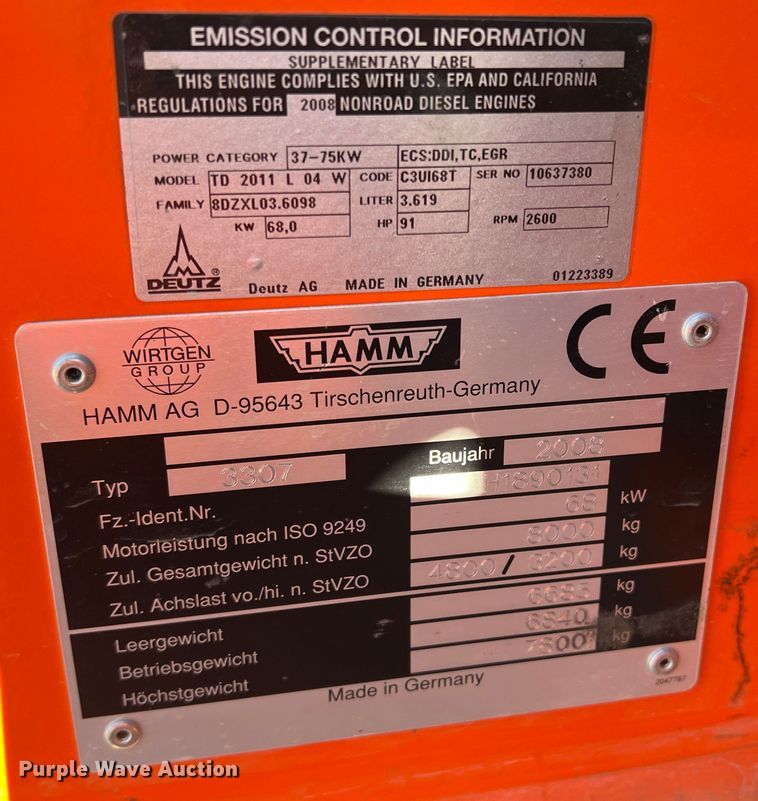 EMISSION CONTROL INFORMATION
SUPPLEMENTARY LABEL
THIS ENGINE COMPLIES WITH U.S. EPA AND CALIFORNIA
REGULATIONS FOR 2008 NONROAD DIESEL ENGINES
POWER CATEGORY 37-75KW ECS:DDI,TC,EGR
MODEL TD 2011 L 04 W CODE C3UI68T SER NO 10637380
FAMILY 8DZXL03.6098 LITER 3.619
KW 68,0 HP 91 RPM 2600
DEUTZ ® Deutz AG MADE IN GERMANY 01223389
WIRTGEN GROUP HAMM CE
HAMM AG D-95643 Tirschenreuth-Germany
Typ 3307 Baujahr 2008
Fz.-Ident.Nr. H1890131
Motorleistung nach ISO 9249 68 kW
Zul. Gesamtgewicht n. StVZO 8000 kg
Zul. Achslast vo./hi. n. StVZO 4800 / 3200 kg
Leergewicht 6685 kg
Betriebsgewicht 6840 kg
Höchstgewicht 7800 kg
Made in Germany 2047767
Purple Wave Auction